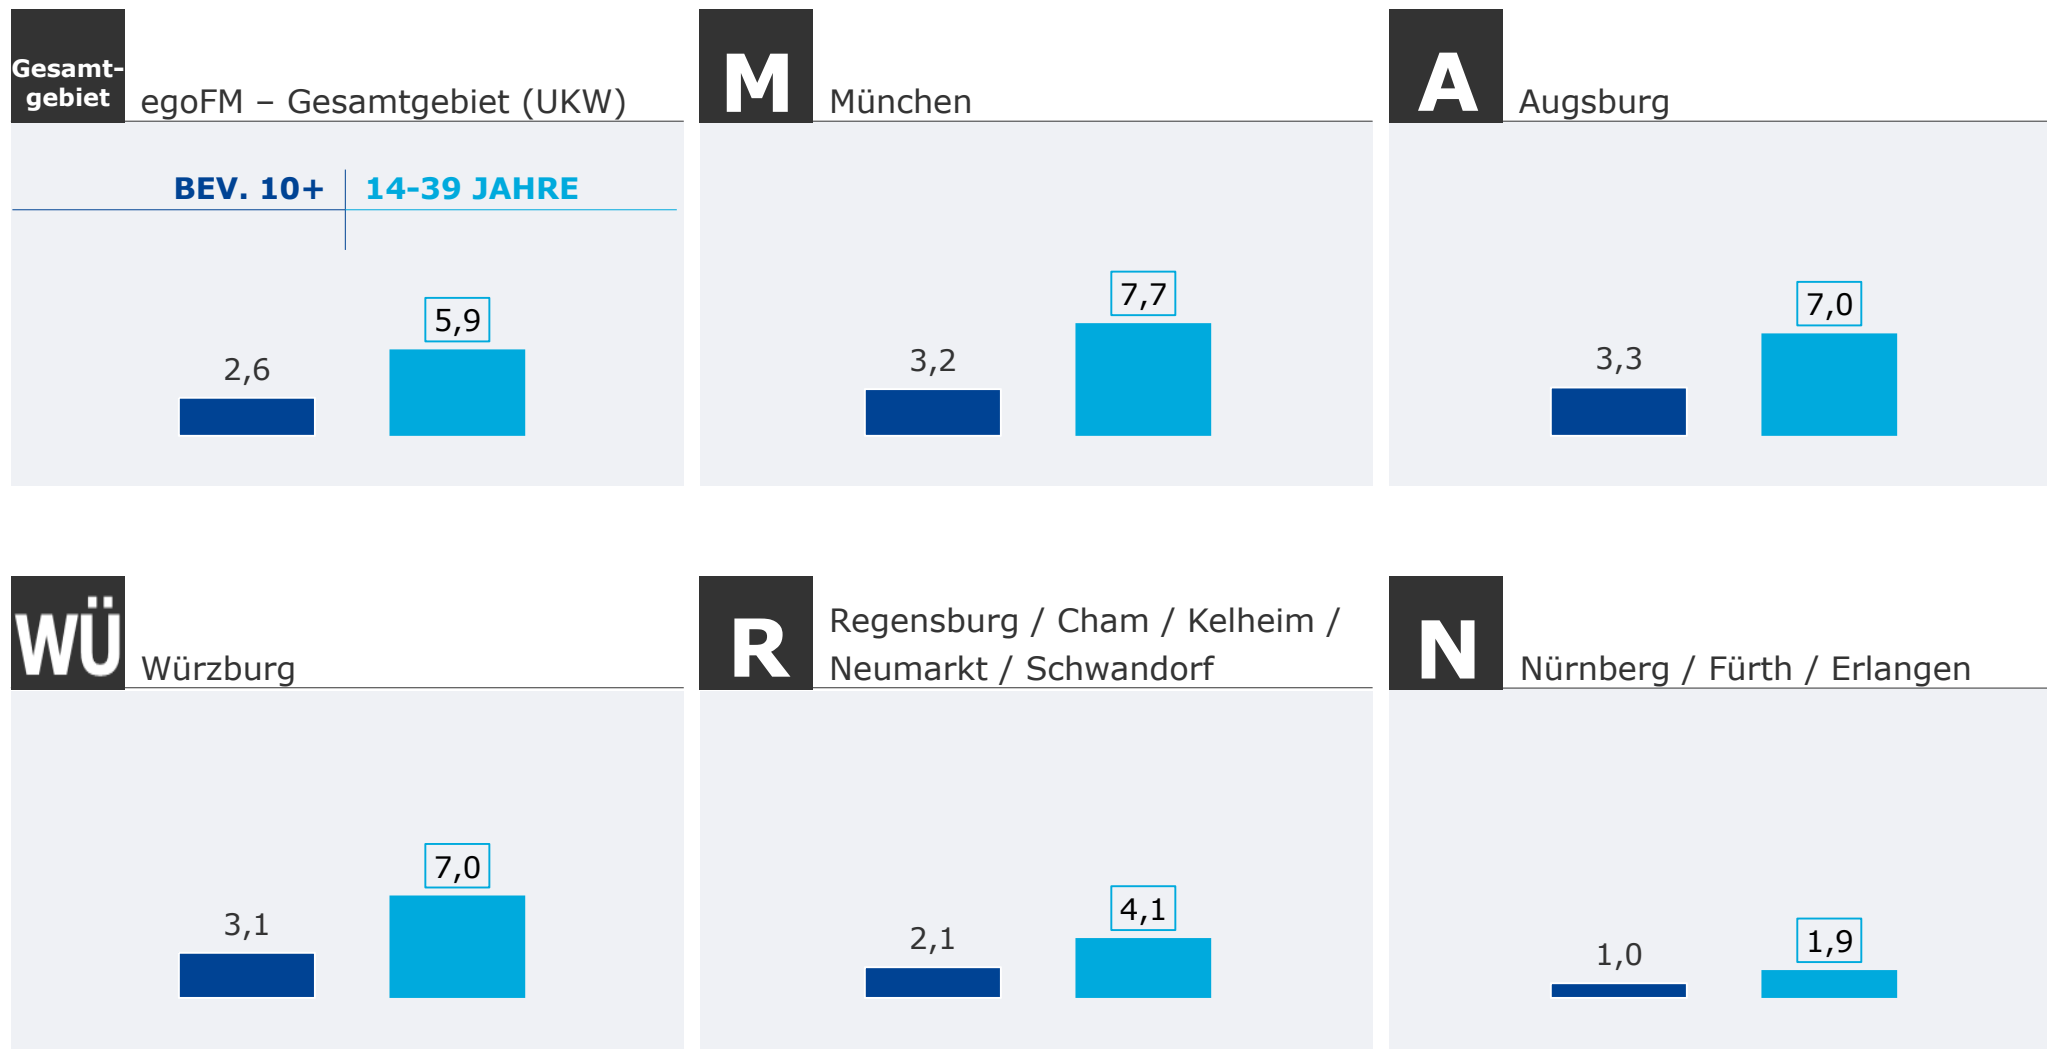 Gesamt-
gebiet
egoFM – Gesamtgebiet (UKW)
BEV. 10+
14-39 JAHRE
2,6
5,9
M
München
3,2
7,7
A
Augsburg
3,3
7,0
WÜ
Würzburg
3,1
7,0
R
Regensburg / Cham / Kelheim /
Neumarkt / Schwandorf
2,1
4,1
N
Nürnberg / Fürth / Erlangen
1,0
1,9